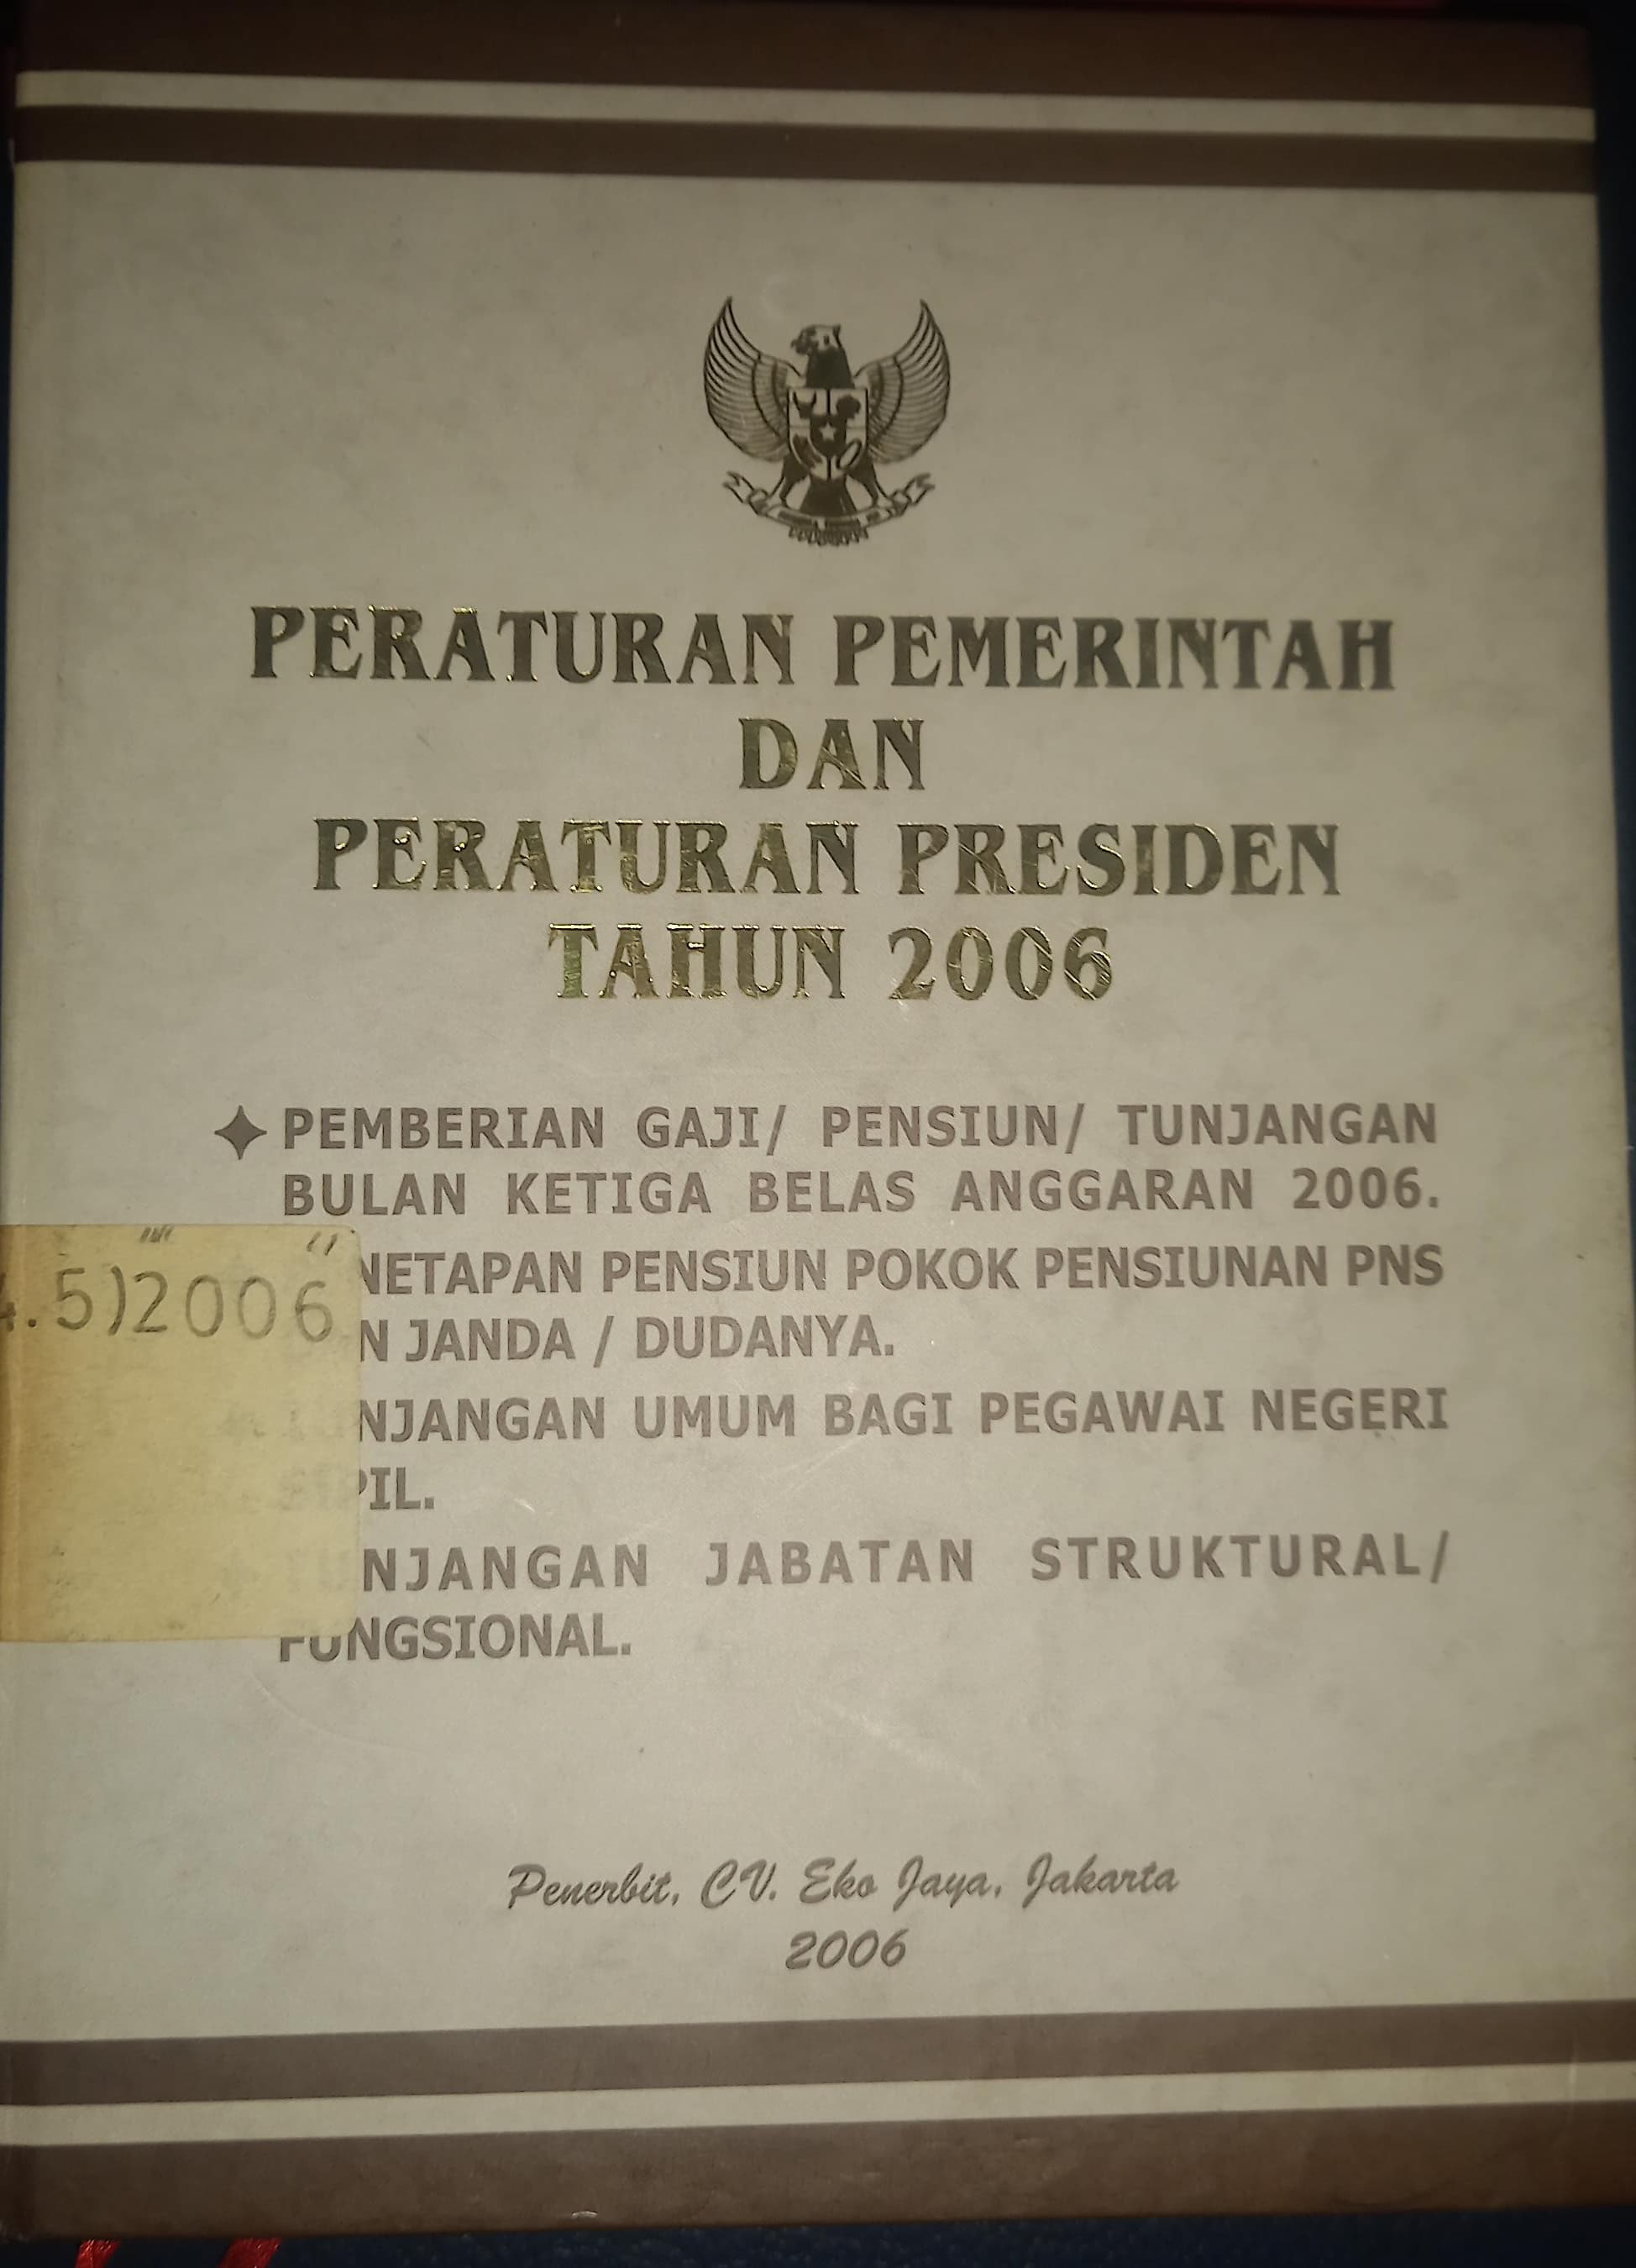 PERATURAN PEMERINTAH
DAN
PERATURAN PRESIDEN
TAHUN 2006
PEMBERIAN GAJI/ PENSIUN/ TUNJANGAN
BULAN KETIGA BELAS ANGGARAN 2006.
.5)2006
NETAPAN PENSIUN POKOK PENSIUNAN PNS
N JANDA / DUDANYA.
NJANGAN UMUM BAGI PEGAWAI NEGERI
PIL.
UNJANGAN JABATAN STRUKTURAL/
FUNGSIONAL.
Penerbit, CV. Eko Jaya, Jakarta
2006